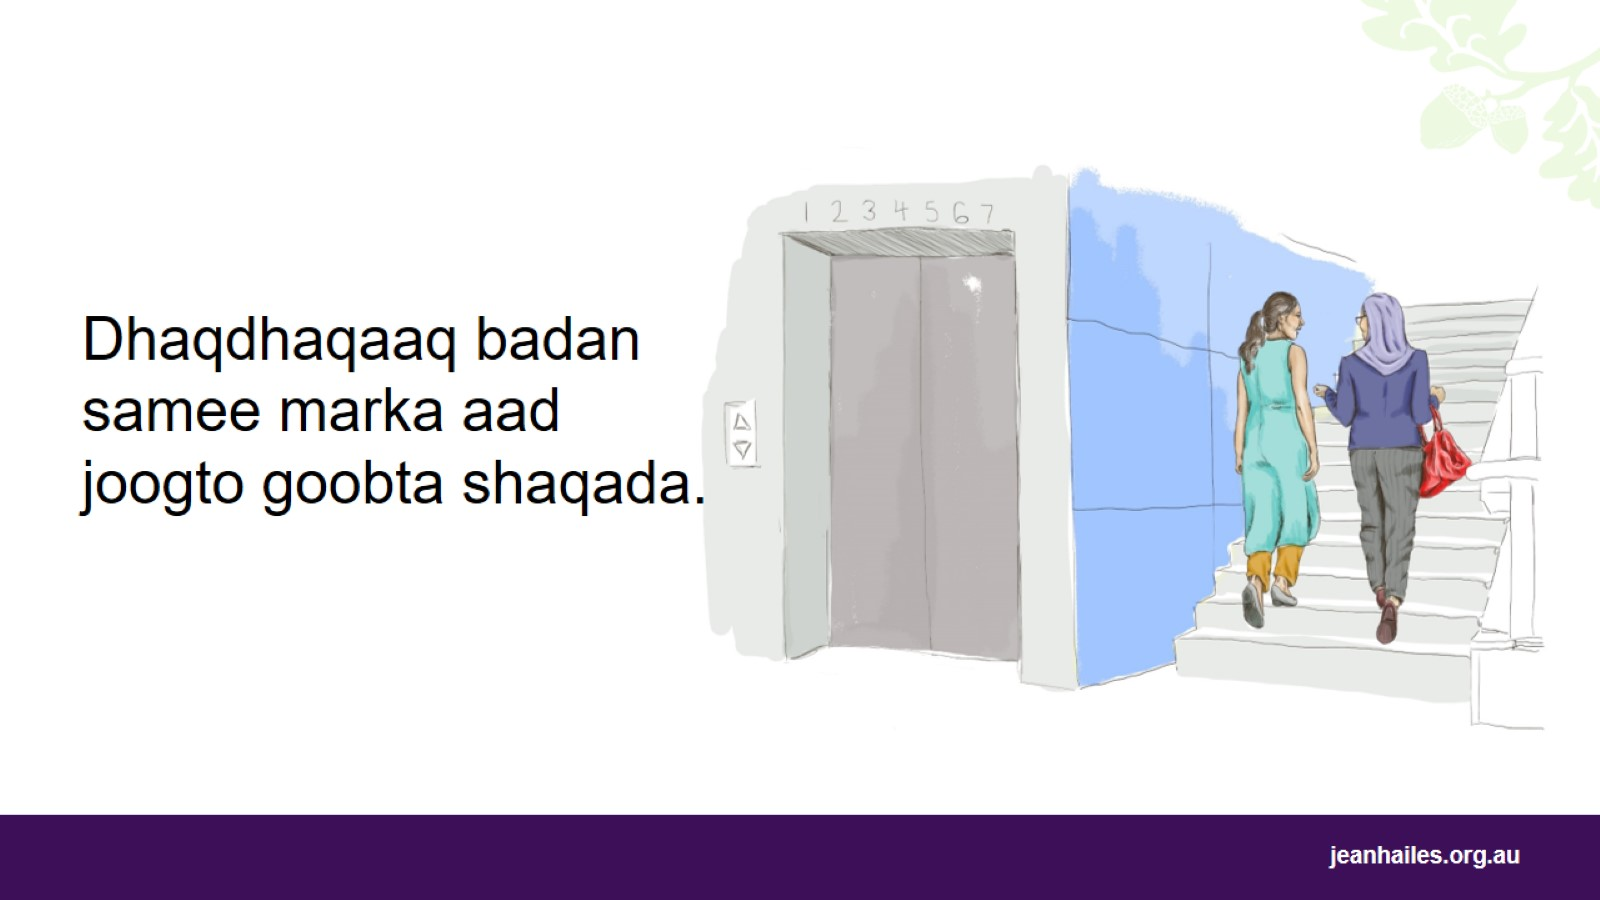 Dhaqdhaqaaq badan
samee marka aad
joogto goobta shaqada.
1 2 3 4 5 6 7
jeanhailes.org.au